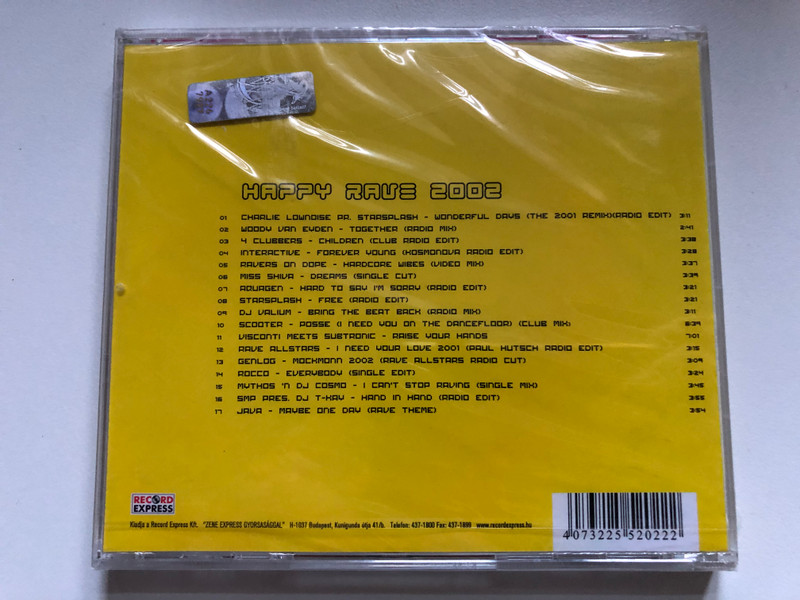 HAPPY RAVE 2002
01 CHARLIE LOWNOISE PR. STARSPLASH - WONDERFUL DAYS (THE 2001 REMIX)(RADIO EDIT) 3:11
02 WOODY VAN EYDEN - TOGETHER (RADIO MIX) 2:41
03 4 CLUBBERS - CHILDREN (CLUB RADIO EDIT) 3:38
04 INTERACTIVE - FOREVER YOUNG (KOSMONOVA RADIO EDIT) 3:28
05 RAVERS ON DOPE - HARDCORE VIBES (VIDEO MIX) 3:37
06 MISS SHIVA - DREAMS (SINGLE CUT) 3:39
07 AQUAGEN - HARD TO SAY I'M SORRY (RADIO EDIT) 3:21
08 STARSPLASH - FREE (RADIO EDIT) 3:21
09 DJ VALIUM - BRING THE BEAT BACK (RADIO MIX) 3:11
10 SCOOTER - POSSE (I NEED YOU ON THE DANCEFLOOR) (CLUB MIX) 6:39
11 VISCONTI MEETS SUBTRONIC - RAISE YOUR HANDS 7:01
12 RAVE ALLSTARS - I NEED YOUR LOVE 2001 (PAUL HUTSCH RADIO EDIT) 3:15
13 GENLOG - MOCKMOON 2002 (RAVE ALLSTARS RADIO CUT) 3:09
14 ROCCO - EVERYBODY (SINGLE EDIT) 3:24
15 MYTHOS 'N DJ COSMO - I CAN'T STOP RAVING (SINGLE MIX) 3:45
16 SMP PRES. DJ T-KAY - HAND IN HAND (RADIO EDIT) 3:55
17 JAVA - MAYBE ONE DAY (RAVE THEME) 3:54
RECORD
EXPRESS
Kiadja a Record Express Kft. "ZENE EXPRESS GYORSASÁGGAL" H-1037 Budapest, Kunigunda útja 41/b. Telefon: 437-1800 Fax: 437-1899 www.recordexpress.hu
4 073225 520222